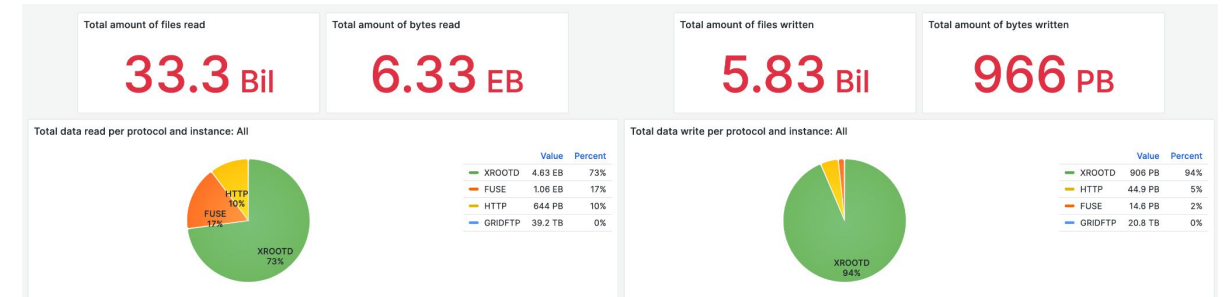 Total amount of files read
33.3 Bil
Total amount of bytes read
6.33 EB
Total amount of files written
5.83 Bil
Total amount of bytes written
966 PB
Total data read per protocol and instance: All
HTTP
10%
FUSE
17%
XROOTD
73%
Value Percent
XROOTD 4.63 EB 73%
FUSE 1.06 EB 17%
HTTP 644 PB 10%
GRIDFTP 39.2 TB 0%
Total data write per protocol and instance: All
XROOTD
94%
Value Percent
XROOTD 906 PB 94%
HTTP 44.9 PB 5%
FUSE 14.6 PB 2%
GRIDFTP 20.8 TB 0%